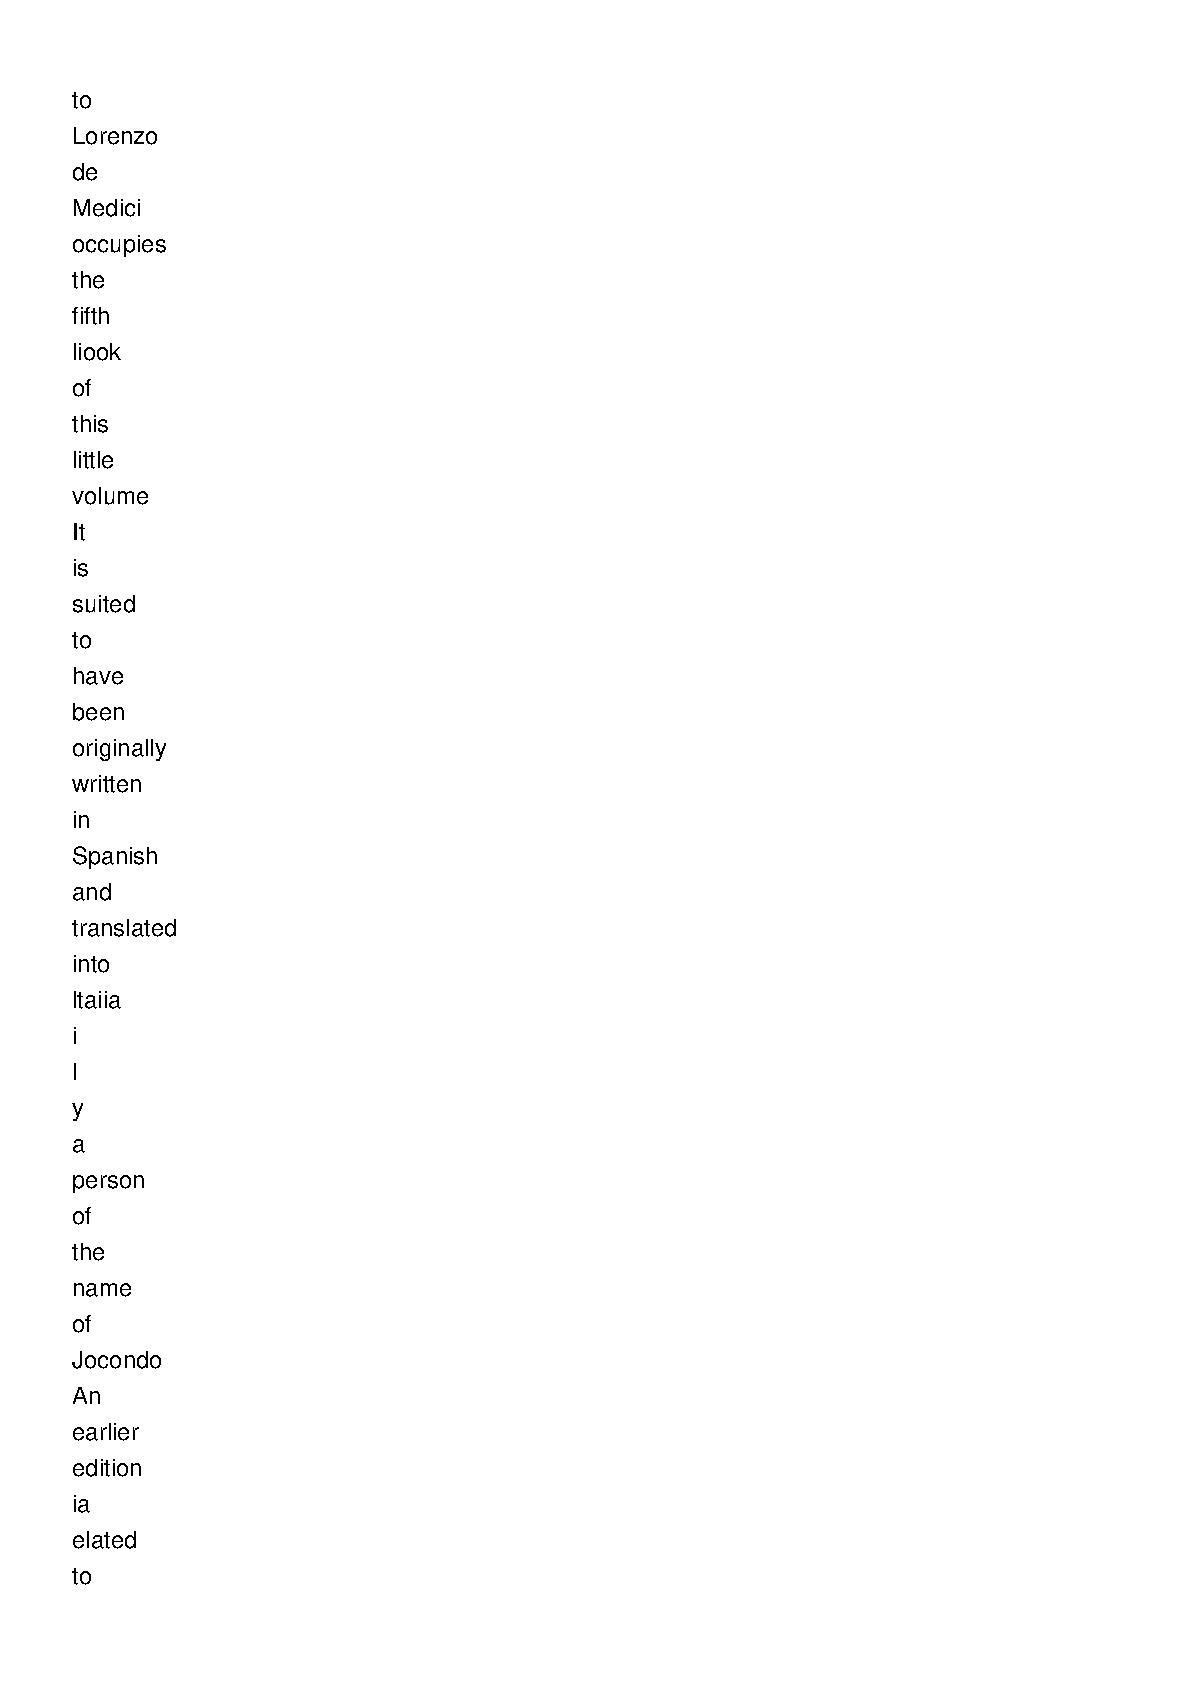 to
Lorenzo
de
Medici
occupies
the
fifth
liook
of
this
little
volume
It
is
suited
to
have
been
originally
written
in
Spanish
and
translated
into
Itaiia
i
l
y
a
person
of
the
name
of
Jocondo
An
earlier
edition
ia
elated
to